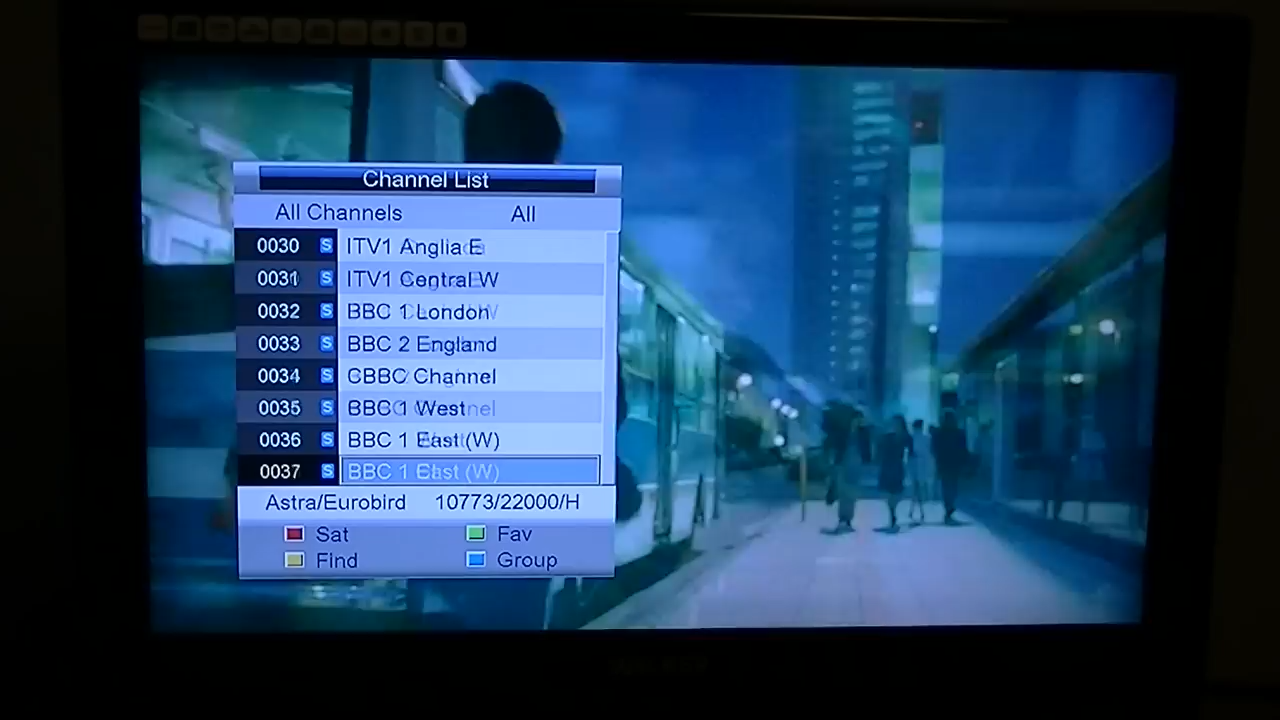 Channel List
All Channels All
0030 S ITV1 Anglia E
0031 S ITV1 Central W
0032 S BBC 1 London
0033 S BBC 2 England
0034 S CBBC Channel
0035 S BBC 1 West
0036 S BBC 1 East (W)
0037 S BBC 1 East (W)
Astra/Eurobird 10773/22000/H
Sat Fav
Find Group